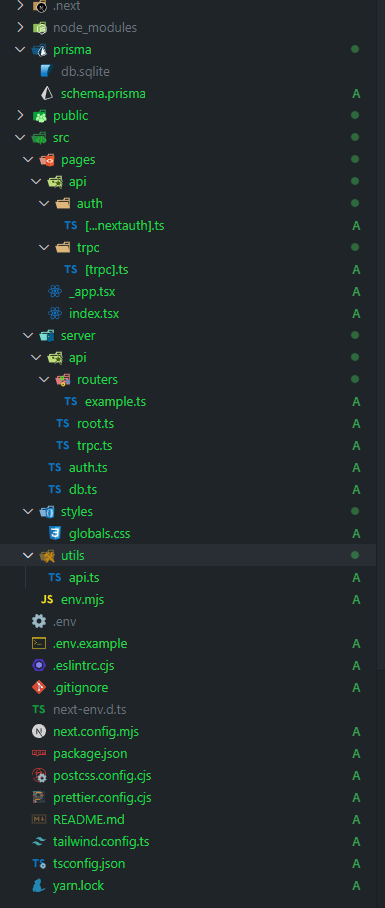 .next
node_modules
prisma
db.sqlite
schema.prisma A
public
src
pages
api
auth
TS [...nextauth].ts A
trpc
TS [trpc].ts A
_app.tsx A
index.tsx A
server
api
routers
TS example.ts A
TS root.ts A
TS trpc.ts A
TS auth.ts A
TS db.ts A
styles
globals.css A
utils
TS api.ts A
JS env.mjs A
.env
.env.example A
.eslintrc.cjs A
.gitignore A
TS next-env.d.ts
N next.config.mjs A
package.json A
postcss.config.cjs A
prettier.config.cjs A
README.md A
tailwind.config.ts A
TS tsconfig.json A
yarn.lock A